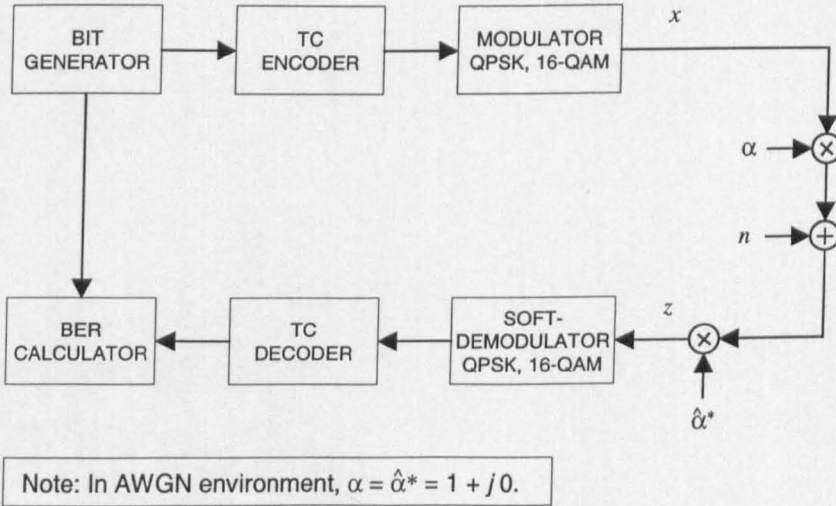 BIT
GENERATOR
TC
ENCODER
MODULATOR
QPSK, 16-QAM
x
α
×
n
+
BER
CALCULATOR
TC
DECODER
SOFT-
DEMODULATOR
QPSK, 16-QAM
z
×
α̂*
Note: In AWGN environment, α = α̂* = 1 + j 0.